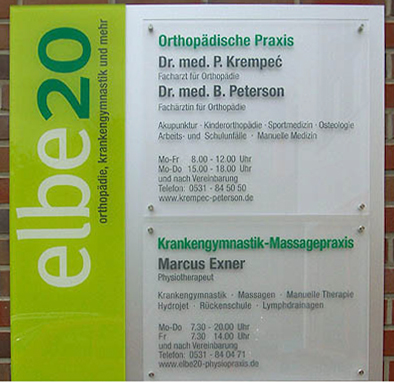 elbe20
orthopädie, krankengymnastik und mehr
Orthopädische Praxis
Dr. med. P. Krempeć
Facharzt für Orthopädie
Dr. med. B. Peterson
Fachärztin für Orthopädie
Akupunktur · Kinderorthopädie · Sportmedizin · Osteologie
Arbeits- und Schulunfälle · Manuelle Medizin
Mo-Fr 8.00 - 12.00 Uhr
Mo-Do 15.00 - 18.00 Uhr
und nach Vereinbarung
Telefon: 0531 - 84 50 50
www.krempec-peterson.de
Krankengymnastik-Massagepraxis
Marcus Exner
Physiotherapeut
Krankengymnastik · Massagen · Manuelle Therapie
Hydrojet · Rückenschule · Lymphdrainagen
Mo-Do 7.30 - 20.00 Uhr
Fr 7.30 - 14.00 Uhr
und nach Vereinbarung
Telefon: 0531 - 84 04 71
www.elbe20-physiopraxis.de